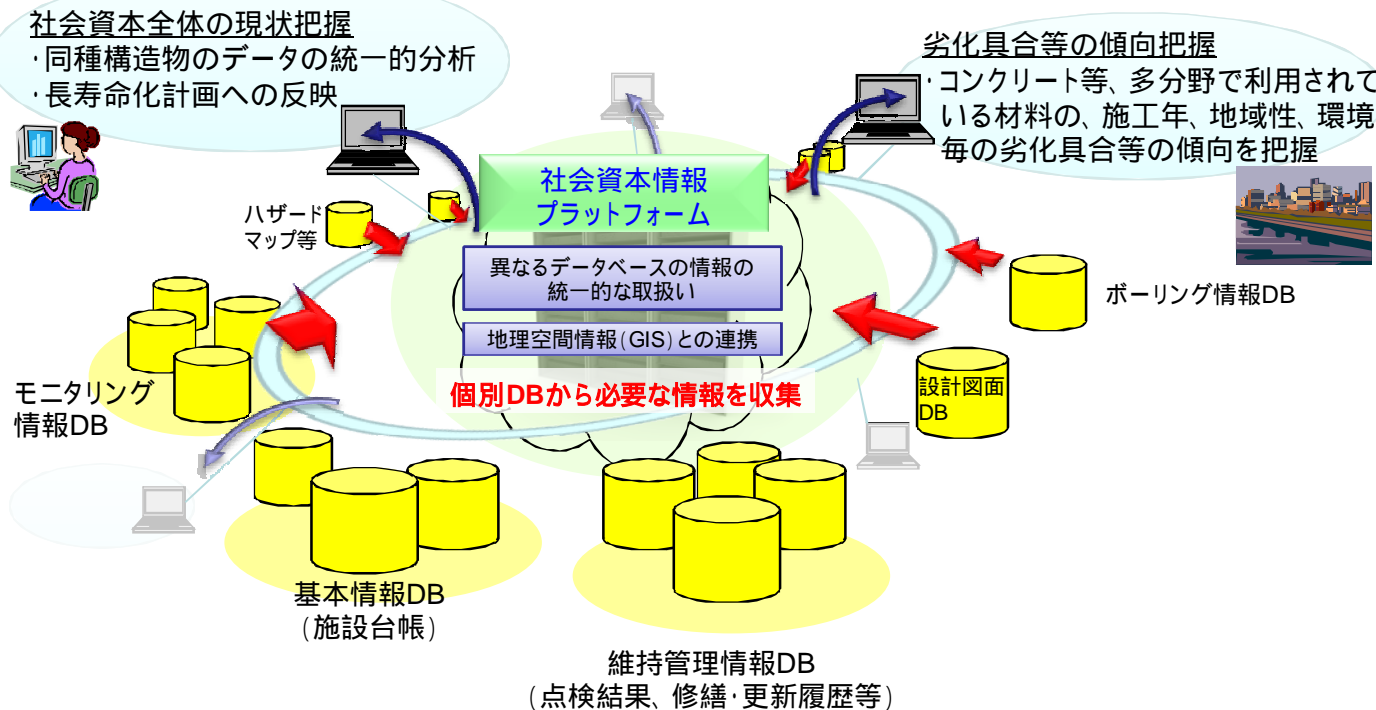 社会資本全体の現状把握
･同種構造物のデータの統一的分析
･長寿命化計画への反映
劣化具合等の傾向把握
･コンクリート等、多分野で利用されて
いる材料の、施工年、地域性、環境
毎の劣化具合等の傾向を把握
社会資本情報
プラットフォーム
ハザード
マップ等
異なるデータベースの情報の
統一的な取扱い
地理空間情報(GIS)との連携
個別DBから必要な情報を収集
ボーリング情報DB
設計図面
DB
モニタリング
情報DB
基本情報DB
(施設台帳)
維持管理情報DB
(点検結果、修繕･更新履歴等)